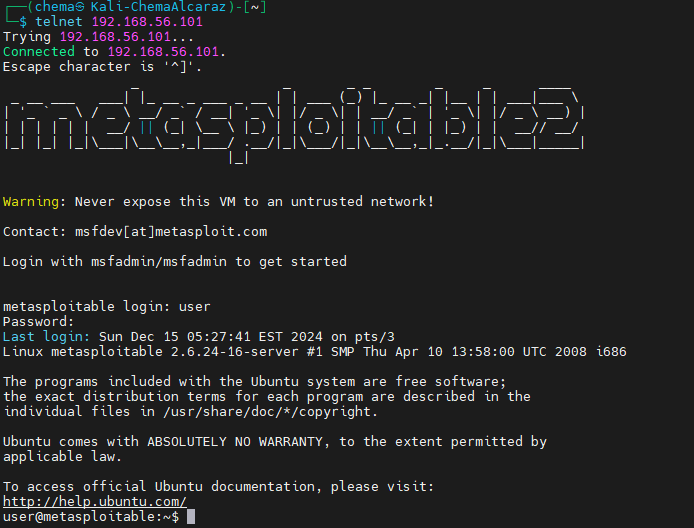 ┌──(chema㉿Kali-ChemaAlcaraz)-[~]
└─$ telnet 192.168.56.101
Trying 192.168.56.101...
Connected to 192.168.56.101.
Escape character is '^]'.
metasploitable2
Warning: Never expose this VM to an untrusted network!
Contact: msfdev[at]metasploit.com
Login with msfadmin/msfadmin to get started
metasploitable login: user
Password:
Last login: Sun Dec 15 05:27:41 EST 2024 on pts/3
Linux metasploitable 2.6.24-16-server #1 SMP Thu Apr 10 13:58:00 UTC 2008 i686
The programs included with the Ubuntu system are free software;
the exact distribution terms for each program are described in the
individual files in /usr/share/doc/*/copyright.
Ubuntu comes with ABSOLUTELY NO WARRANTY, to the extent permitted by
applicable law.
To access official Ubuntu documentation, please visit:
http://help.ubuntu.com/
user@metasploitable:~$